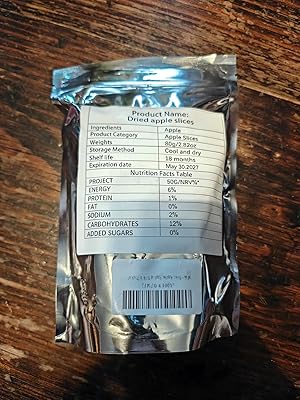 Product Name:
Dried apple slices
Ingredients Apple
Product Category Apple Slices
Weights 80g/2.82oz
Storage Method Cool and dry
Shelf life 18 months
Expiration date May 30,2027
Nutrition Facts Table
PROJECT 50G/NRV%*
ENERGY 6%
PROTEIN 1%
FAT 0%
SODIUM 2%
CARBOHYDRATES 12%
ADDED SUGARS 0%